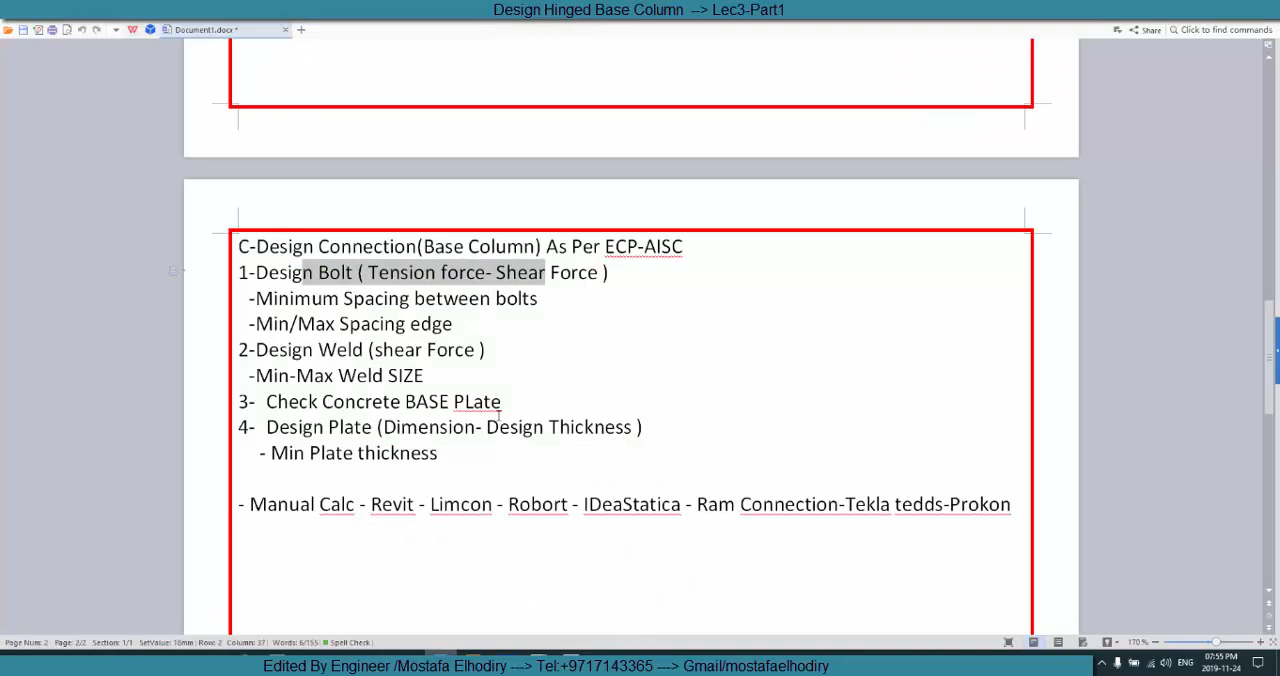 Design Hinged Base Column --> Lec3-Part1
Document1.docx *
Share
Click to find commands
C-Design Connection(Base Column) As Per ECP-AISC
1-Design Bolt ( Tension force- Shear Force )
-Minimum Spacing between bolts
-Min/Max Spacing edge
2-Design Weld (shear Force )
-Min-Max Weld SIZE
3- Check Concrete BASE PLate
4- Design Plate (Dimension- Design Thickness )
- Min Plate thickness
- Manual Calc - Revit - Limcon - Robort - IDeaStatica - Ram Connection-Tekla tedds-Prokon
Page Num: 2 Page: 2/2 Section: 1/1 SetValue: 18mm Row: 2 Column: 37 Words: 6/155 Spell Check
170 %
Edited By Engineer /Mostafa Elhodiry ---> Tel:+9717143365 ---> Gmail/mostafaelhodiry
ENG
07:55 PM
2019-11-24